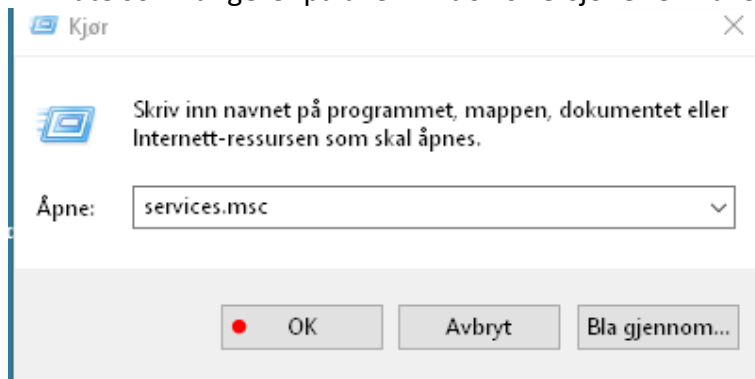 Kjør
Skriv inn navnet på programmet, mappen, dokumentet eller
Internett-ressursen som skal åpnes.
Åpne:
services.msc
OK
Avbryt
Bla gjennom...